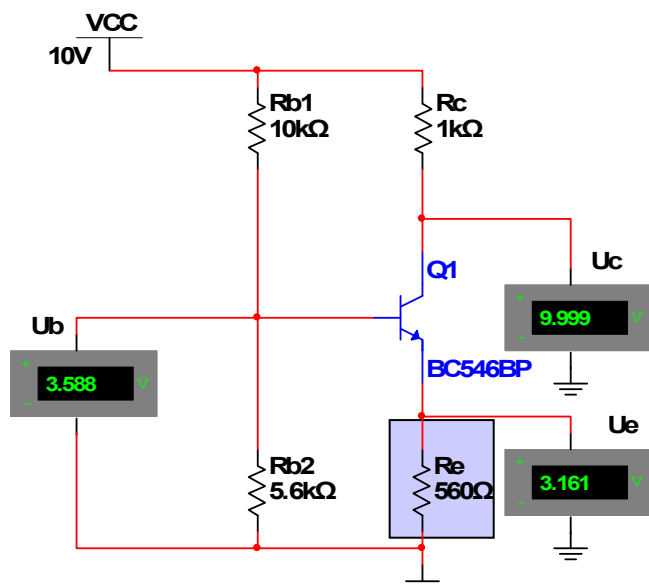 VCC
10V
Rb1
10kΩ
Rc
1kΩ
Q1
Uc
+
9.999
V
−
Ub
+
3.588
V
−
BC546BP
Ue
Rb2
5.6kΩ
Re
560Ω
+
3.161
V
−